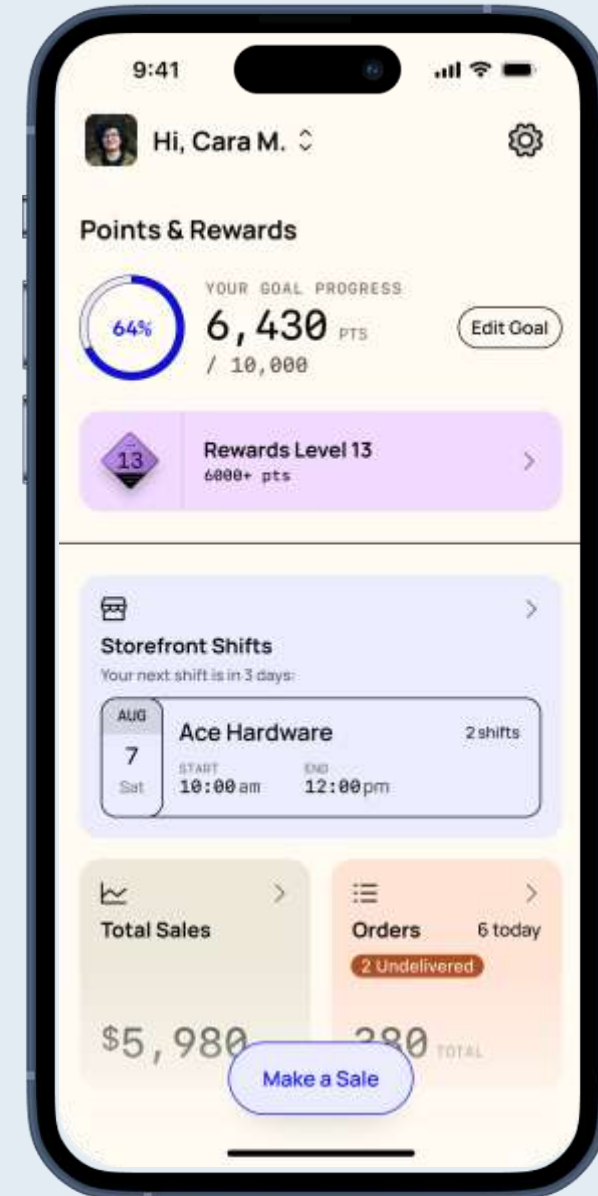 9:41
Hi, Cara M.
Points & Rewards
64%
YOUR GOAL PROGRESS
6,430 PTS
/ 10,000
Edit Goal
13
Rewards Level 13
6000+ pts
Storefront Shifts
Your next shift is in 3 days:
AUG
7
Sat
Ace Hardware
2 shifts
START
10:00 am
END
12:00 pm
Total Sales
$5,980
Orders
6 today
2 Undelivered
380 TOTAL
Make a Sale